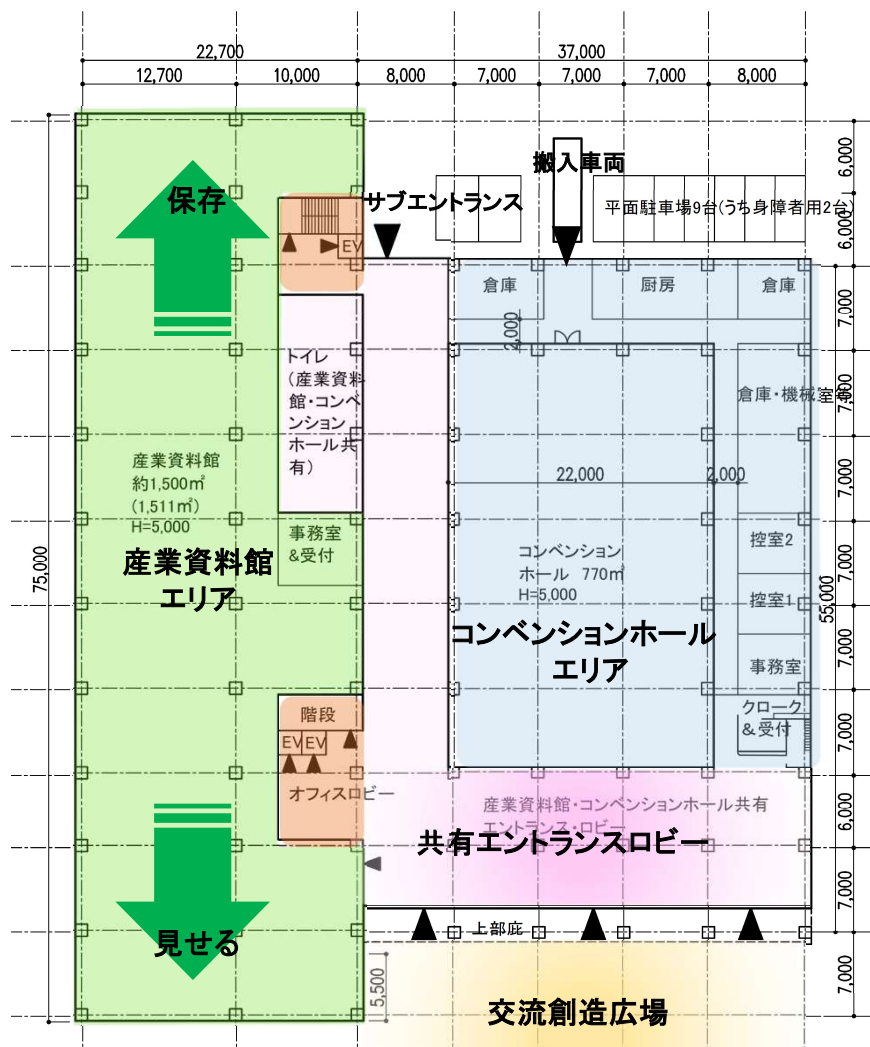 22,700
37,000
12,700
10,000
8,000
7,000
7,000
7,000
8,000
搬入車両
保存
サブエントランス
平面駐車場9台(うち身障者用2台)
EV
6,000
6,000
倉庫
厨房
倉庫
7,000
2,000
トイレ
(産業資料
館・コンベ
ンション
ホール共
有)
倉庫・機械室等
7,000
産業資料館
約1,500㎡
(1,511㎡)
H=5,000
22,000
2,000
7,000
事務室
&受付
控室2
75,000
産業資料館
エリア
コンベンション
ホール 770㎡
H=5,000
7,000
控室1
55,000
コンベンションホール
エリア
事務室
7,000
階段
クローク
&受付
7,000
EV
EV
オフィスロビー
産業資料館・コンベンションホール共有
エントランス・ロビー
6,000
共有エントランスロビー
7,000
見せる
上部庇
5,500
7,000
交流創造広場